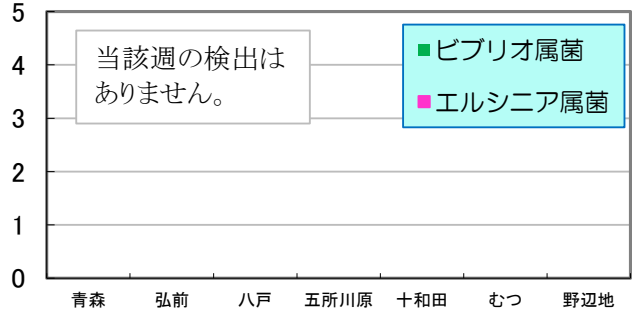 5
4
3
2
1
0
当該週の検出は
ありません。
ビブリオ属菌
エルシニア属菌
青森 弘前 八戸 五所川原 十和田 むつ 野辺地